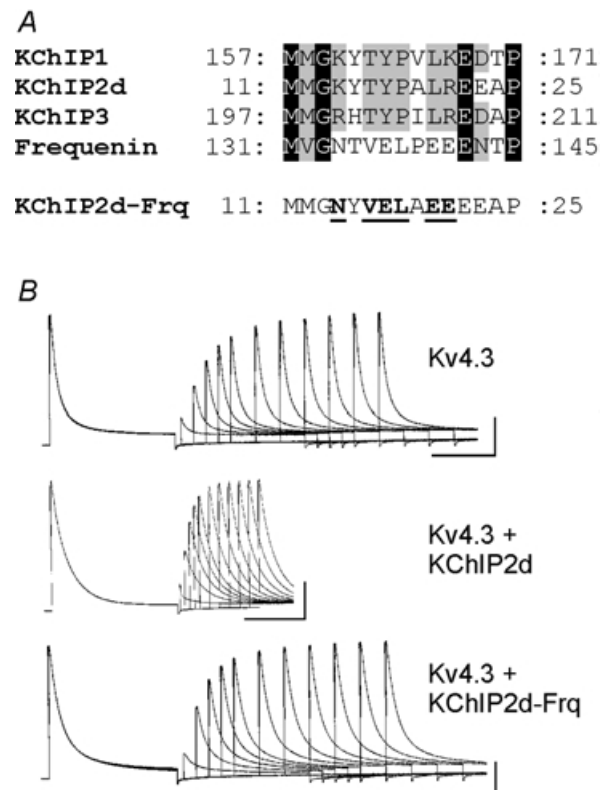 A
KChIP1 157: MMGKYTYPVLKEDTP :171
KChIP2d 11: MMGKYTYPALREEAP :25
KChIP3 197: MMGRHTYPILREDAP :211
Frequenin 131: MVGNTVELPEEENTP :145
KChIP2d-Frq 11: MMGNYVELAEEEEAP :25
B
Kv4.3
Kv4.3 +
KChIP2d
Kv4.3 +
KChIP2d-Frq